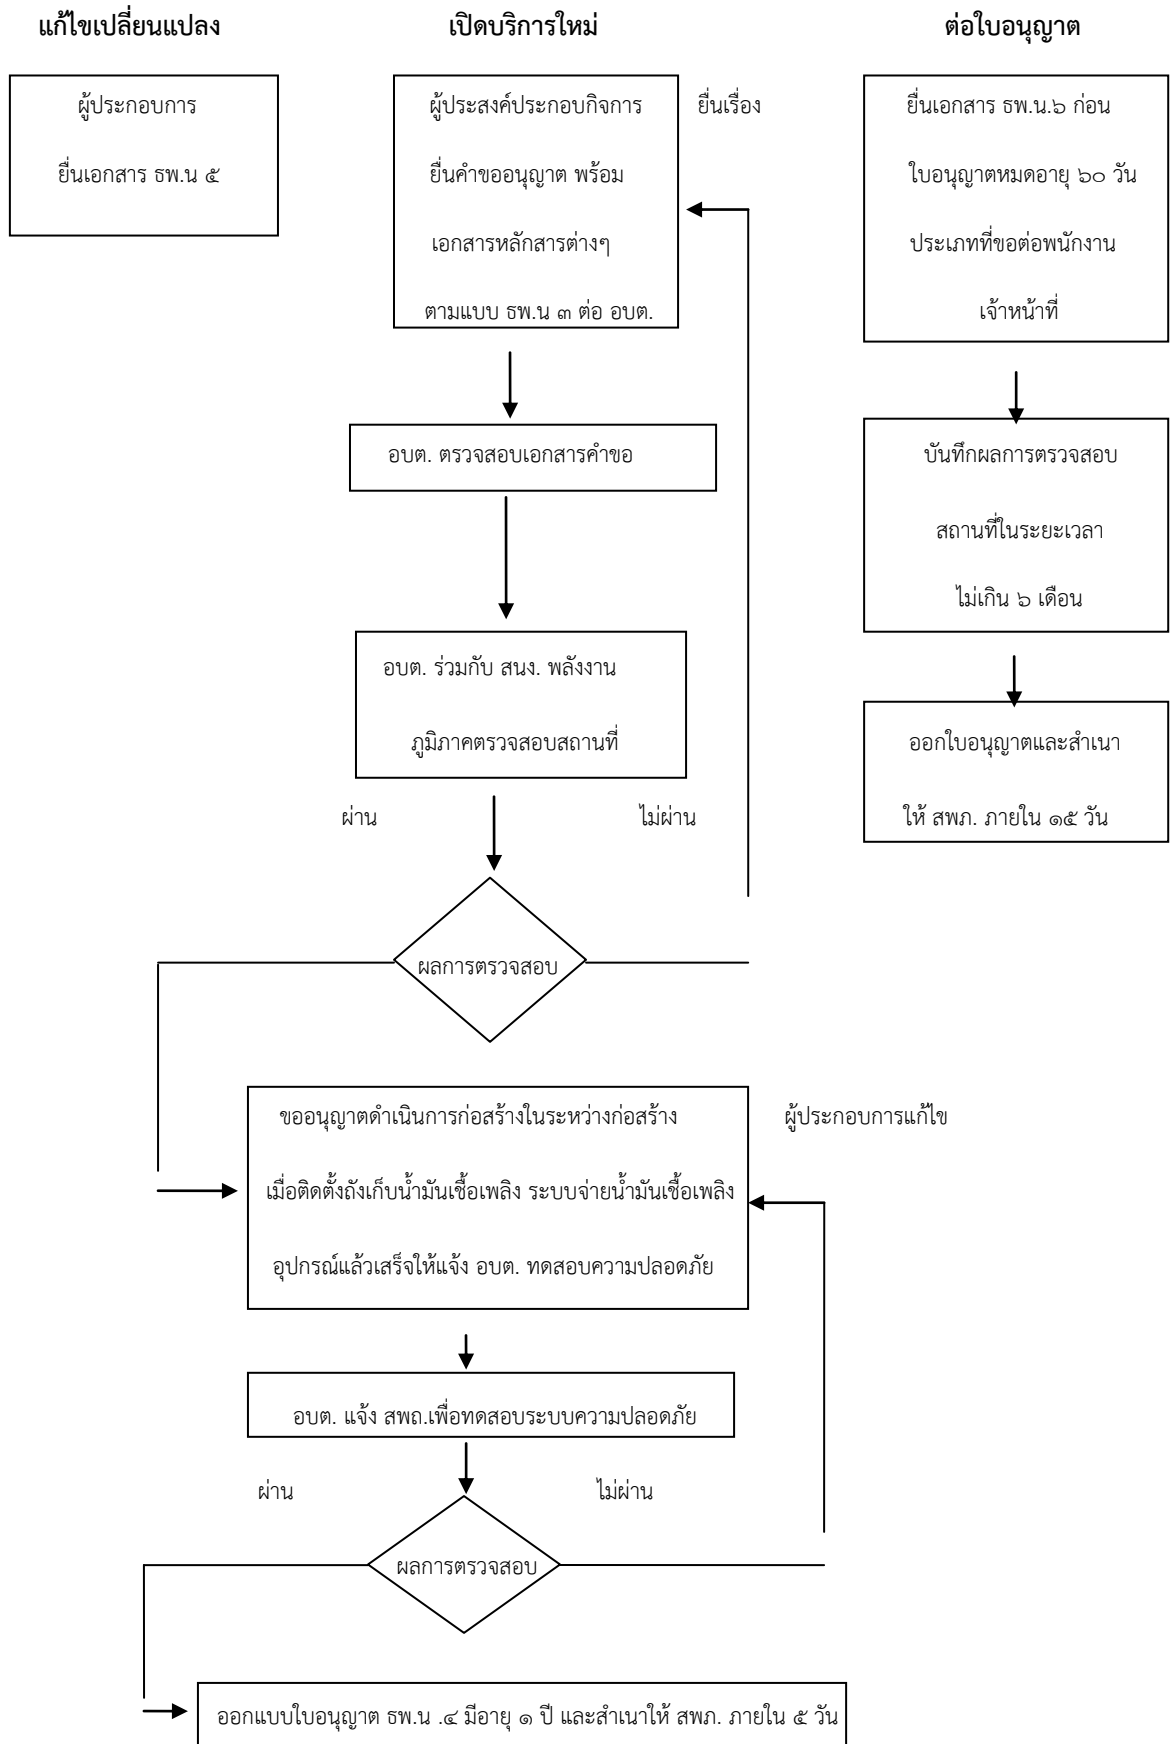 แก้ไขเปลี่ยนแปลง
เปิดบริการใหม่
ต่อใบอนุญาต
ผู้ประกอบการ
ยื่นเอกสาร ธพ.น ๕
ผู้ประสงค์ประกอบกิจการ
ยื่นคำขออนุญาต พร้อม
เอกสารหลักสารต่างๆ
ตามแบบ ธพ.น ๓ ต่อ อบต.
ยื่นเรื่อง
ยื่นเอกสาร ธพ.น.๖ ก่อน
ใบอนุญาตหมดอายุ ๖๐ วัน
ประเภทที่ขอต่อพนักงาน
เจ้าหน้าที่
อบต. ตรวจสอบเอกสารคำขอ
บันทึกผลการตรวจสอบ
สถานที่ในระยะเวลา
ไม่เกิน ๖ เดือน
อบต. ร่วมกับ สนง. พลังงาน
ภูมิภาคตรวจสอบสถานที่
ออกใบอนุญาตและสำเนา
ให้ สพภ. ภายใน ๑๕ วัน
ผ่าน
ไม่ผ่าน
ผลการตรวจสอบ
ขออนุญาตดำเนินการก่อสร้างในระหว่างก่อสร้าง
เมื่อติดตั้งถังเก็บน้ำมันเชื้อเพลิง ระบบจ่ายน้ำมันเชื้อเพลิง
อุปกรณ์แล้วเสร็จให้แจ้ง อบต. ทดสอบความปลอดภัย
ผู้ประกอบการแก้ไข
อบต. แจ้ง สพถ.เพื่อทดสอบระบบความปลอดภัย
ผ่าน
ไม่ผ่าน
ผลการตรวจสอบ
ออกแบบใบอนุญาต ธพ.น .๔ มีอายุ ๑ ปี และสำเนาให้ สพภ. ภายใน ๕ วัน